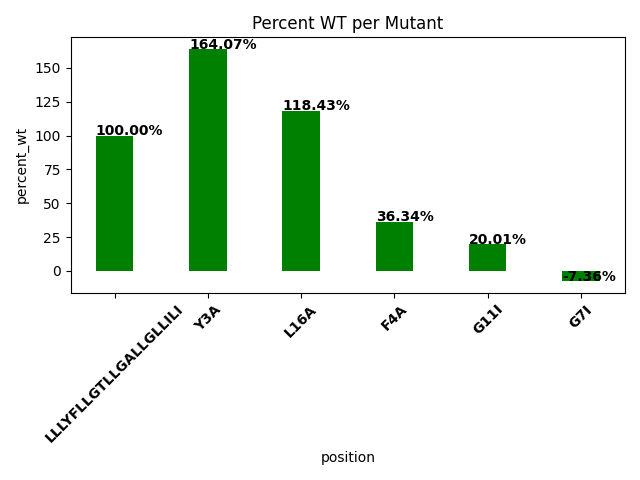 Percent WT per Mutant
percent_wt
150
125
100
75
50
25
0
100.00%
164.07%
118.43%
36.34%
20.01%
-7.36%
LLLYFLLGTLLGALLGLLILI
Y3A
L16A
F4A
G11I
G7I
position